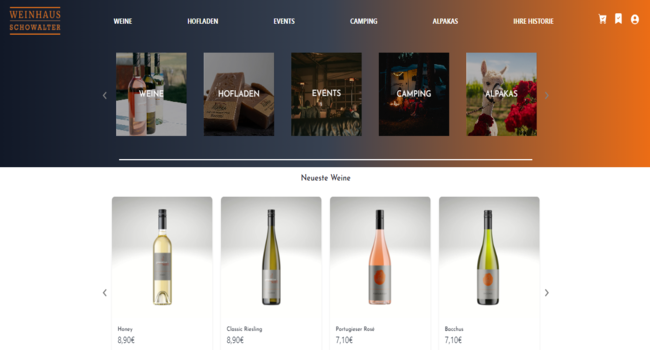 WEINHAUS
SCHOWALTER
WEINE
HOFLADEN
EVENTS
CAMPING
ALPAKAS
IHRE HISTORIE
WEINE
HOFLADEN
EVENTS
CAMPING
ALPAKAS
Neueste Weine
Honey
8,90€
Classic Riesling
8,90€
Portugieser Rosé
7,10€
Bacchus
7,10€